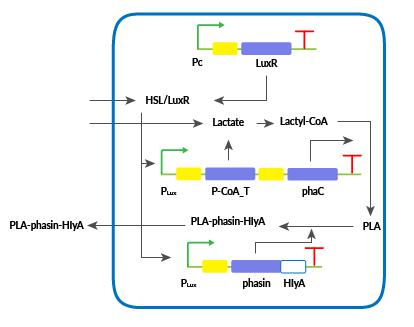 Pc
LuxR
HSL/LuxR
Lactate
Lactyl-CoA
PLux
P-CoA_T
phaC
PLA-phasin-HlyA
PLA-phasin-HlyA
PLA
PLux
phasin
HlyA